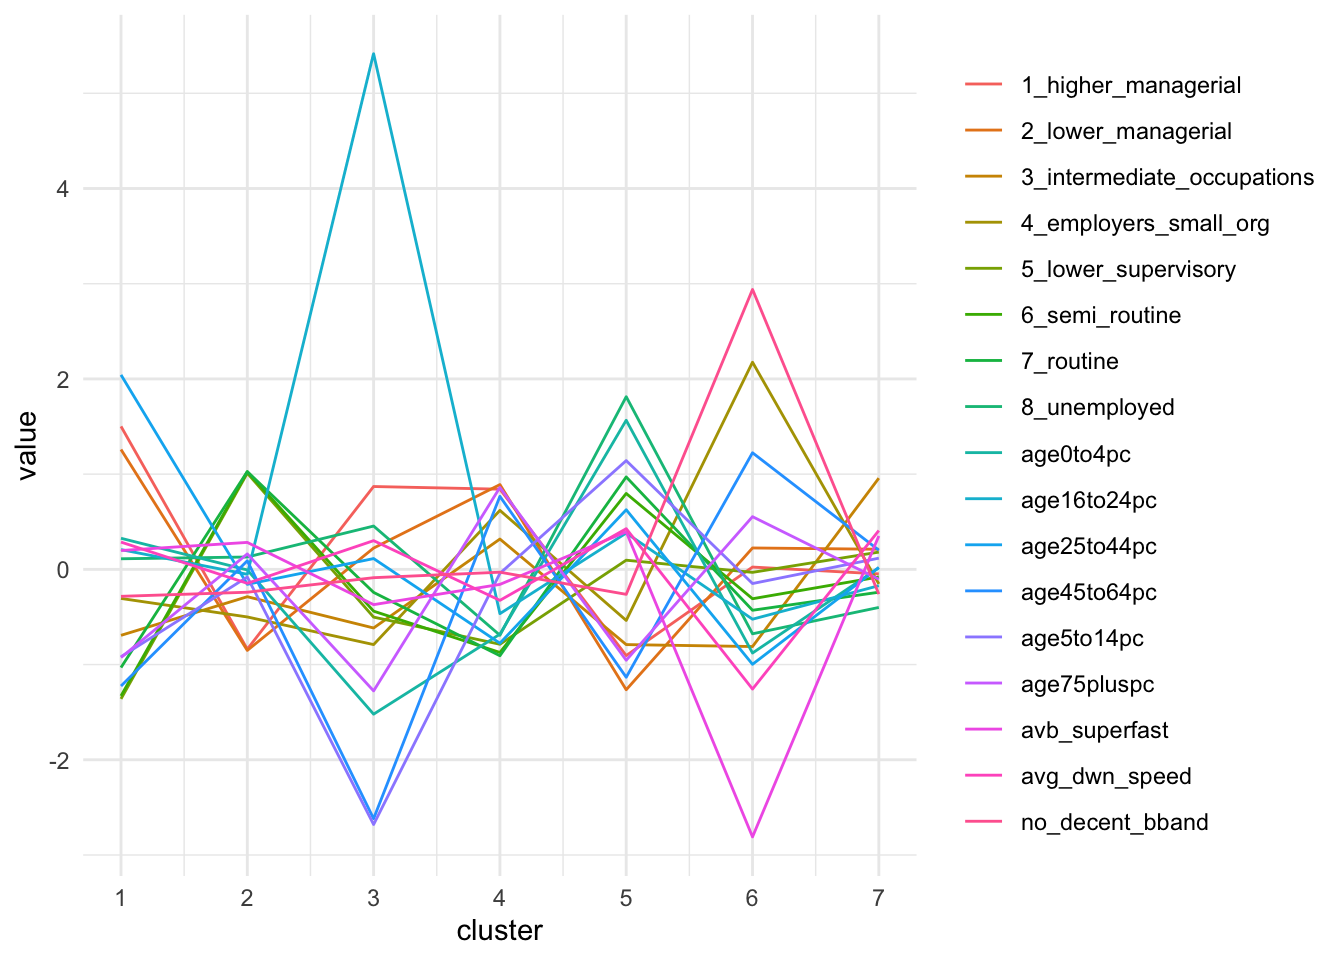 value
4
2
0
-2
1 2 3 4 5 6 7
cluster
1_higher_managerial
2_lower_managerial
3_intermediate_occupations
4_employers_small_org
5_lower_supervisory
6_semi_routine
7_routine
8_unemployed
age0to4pc
age16to24pc
age25to44pc
age45to64pc
age5to14pc
age75pluspc
avb_superfast
avg_dwn_speed
no_decent_bband